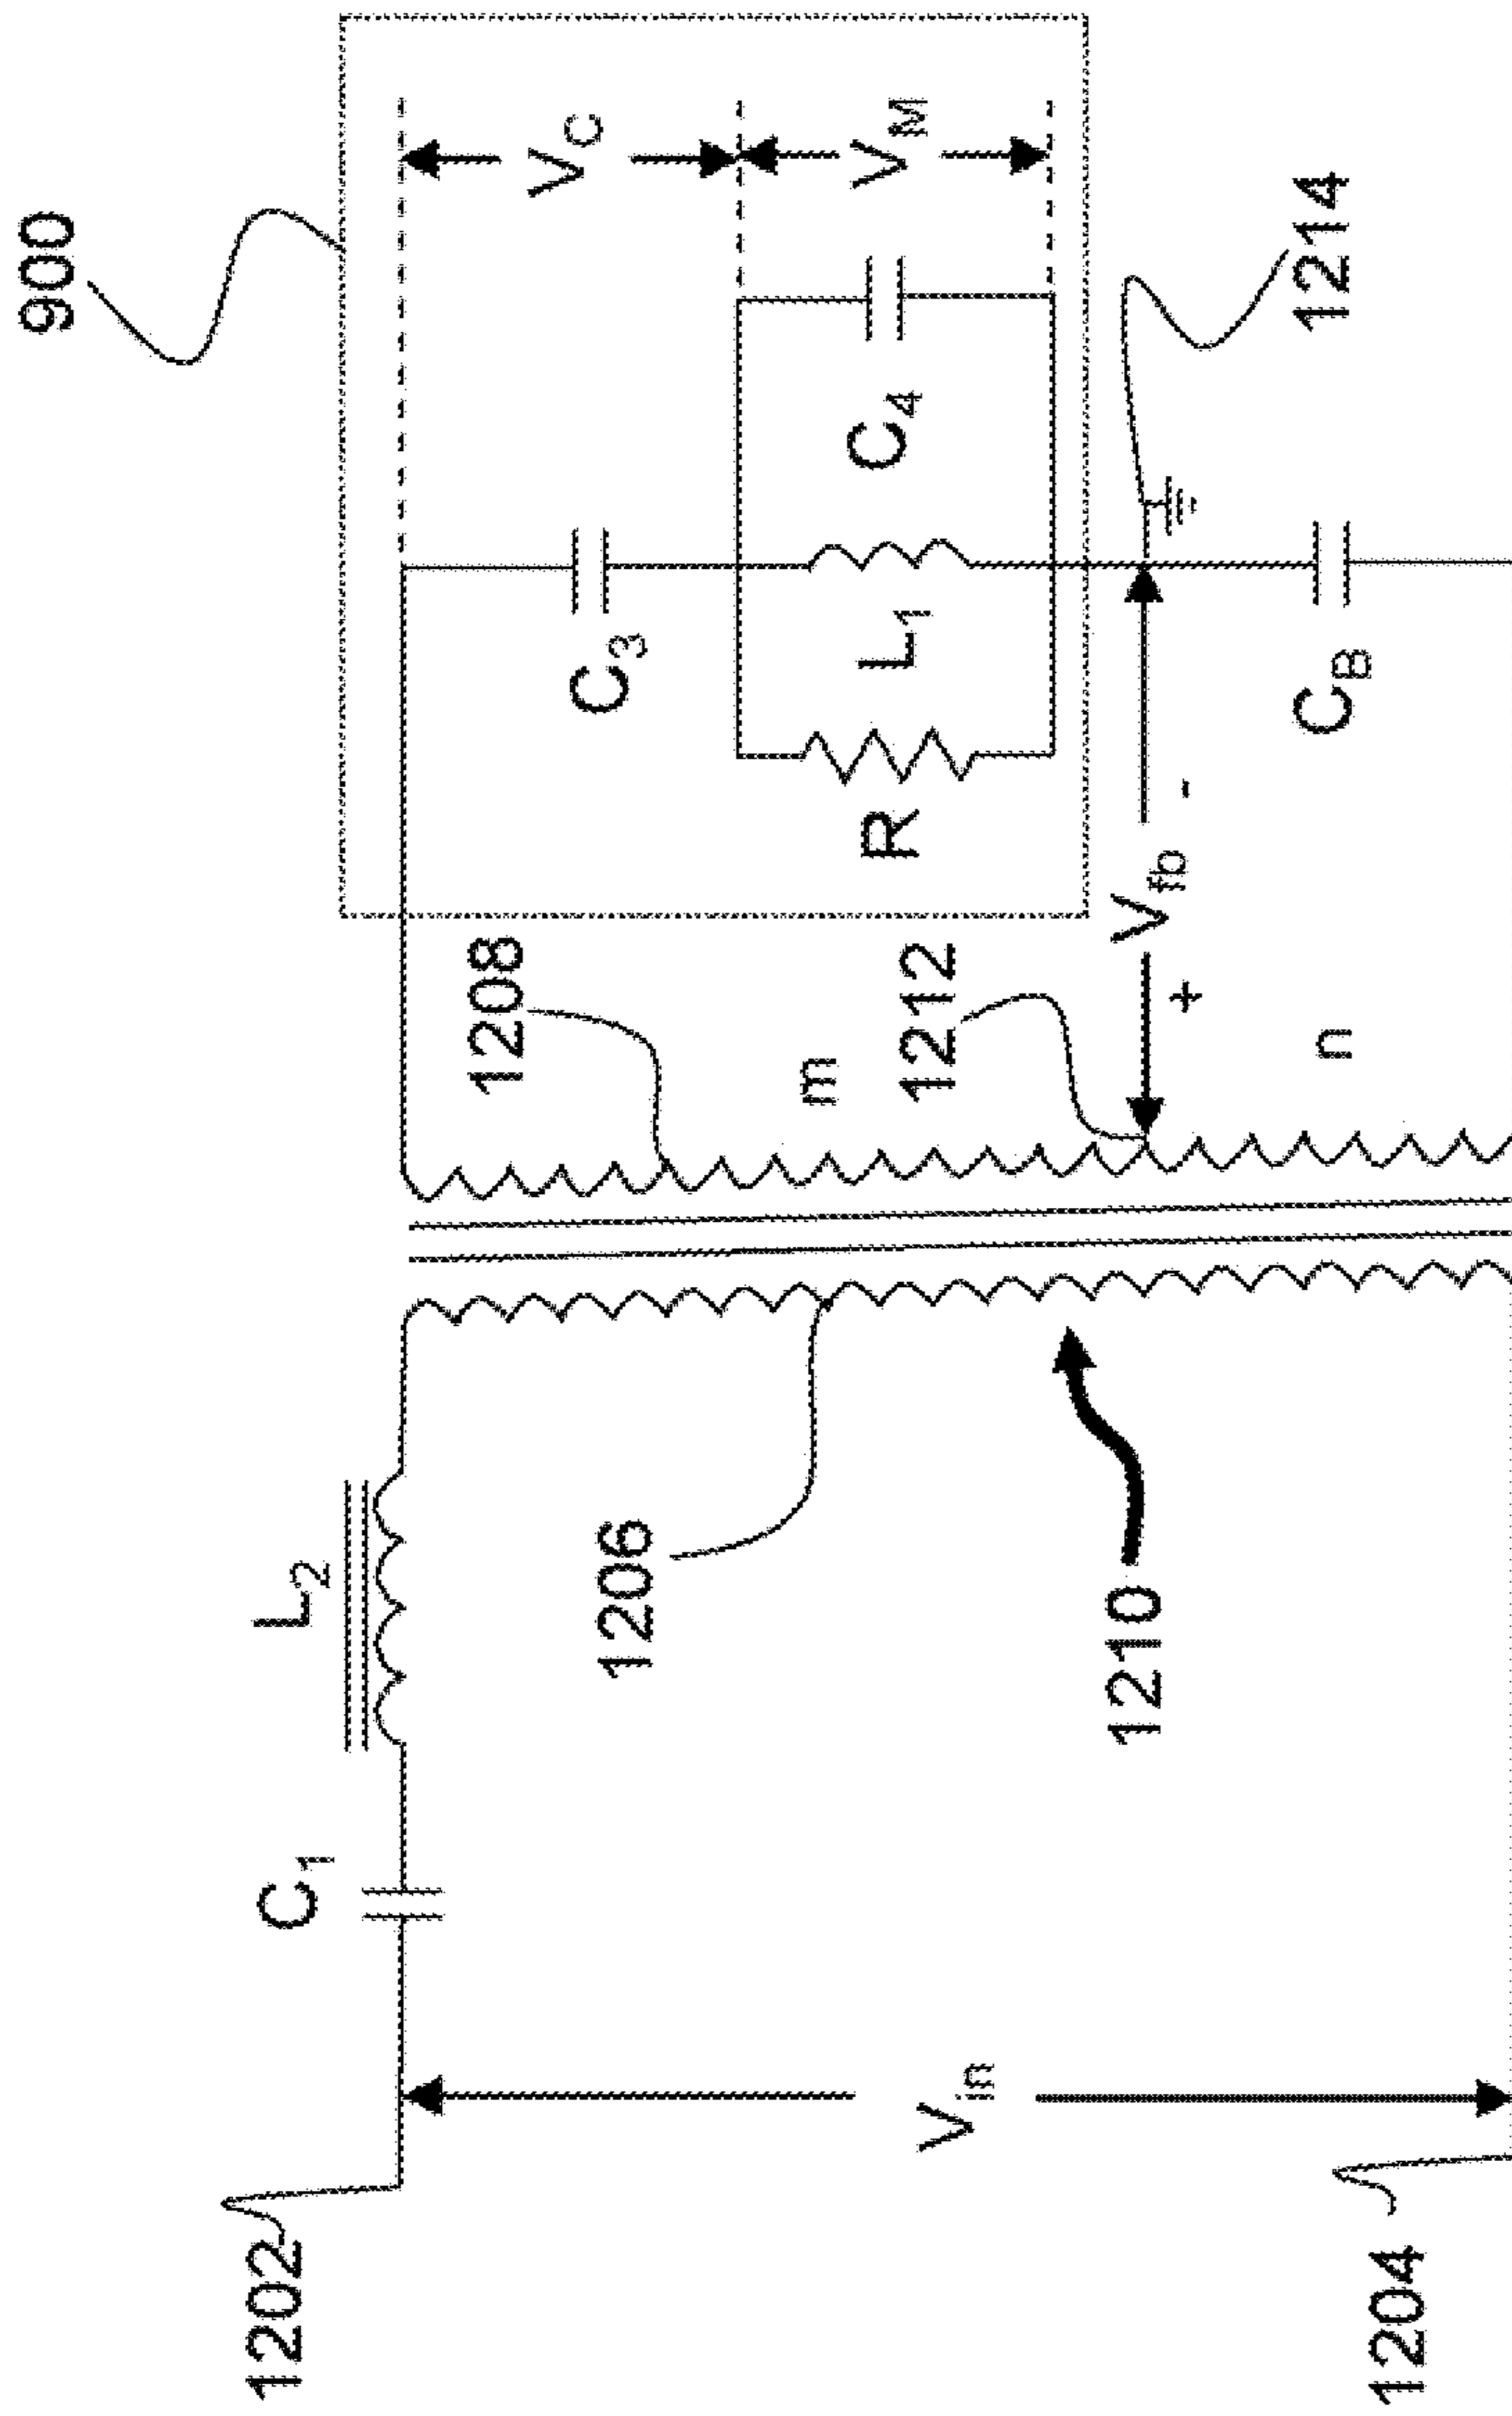 900
V_C
V_M
1214
C_4
C_3
L_1
R
C_B
V_fb
-
+
1208
1212
m
n
L_2
1206
1210
C_1
V_in
1202
1204